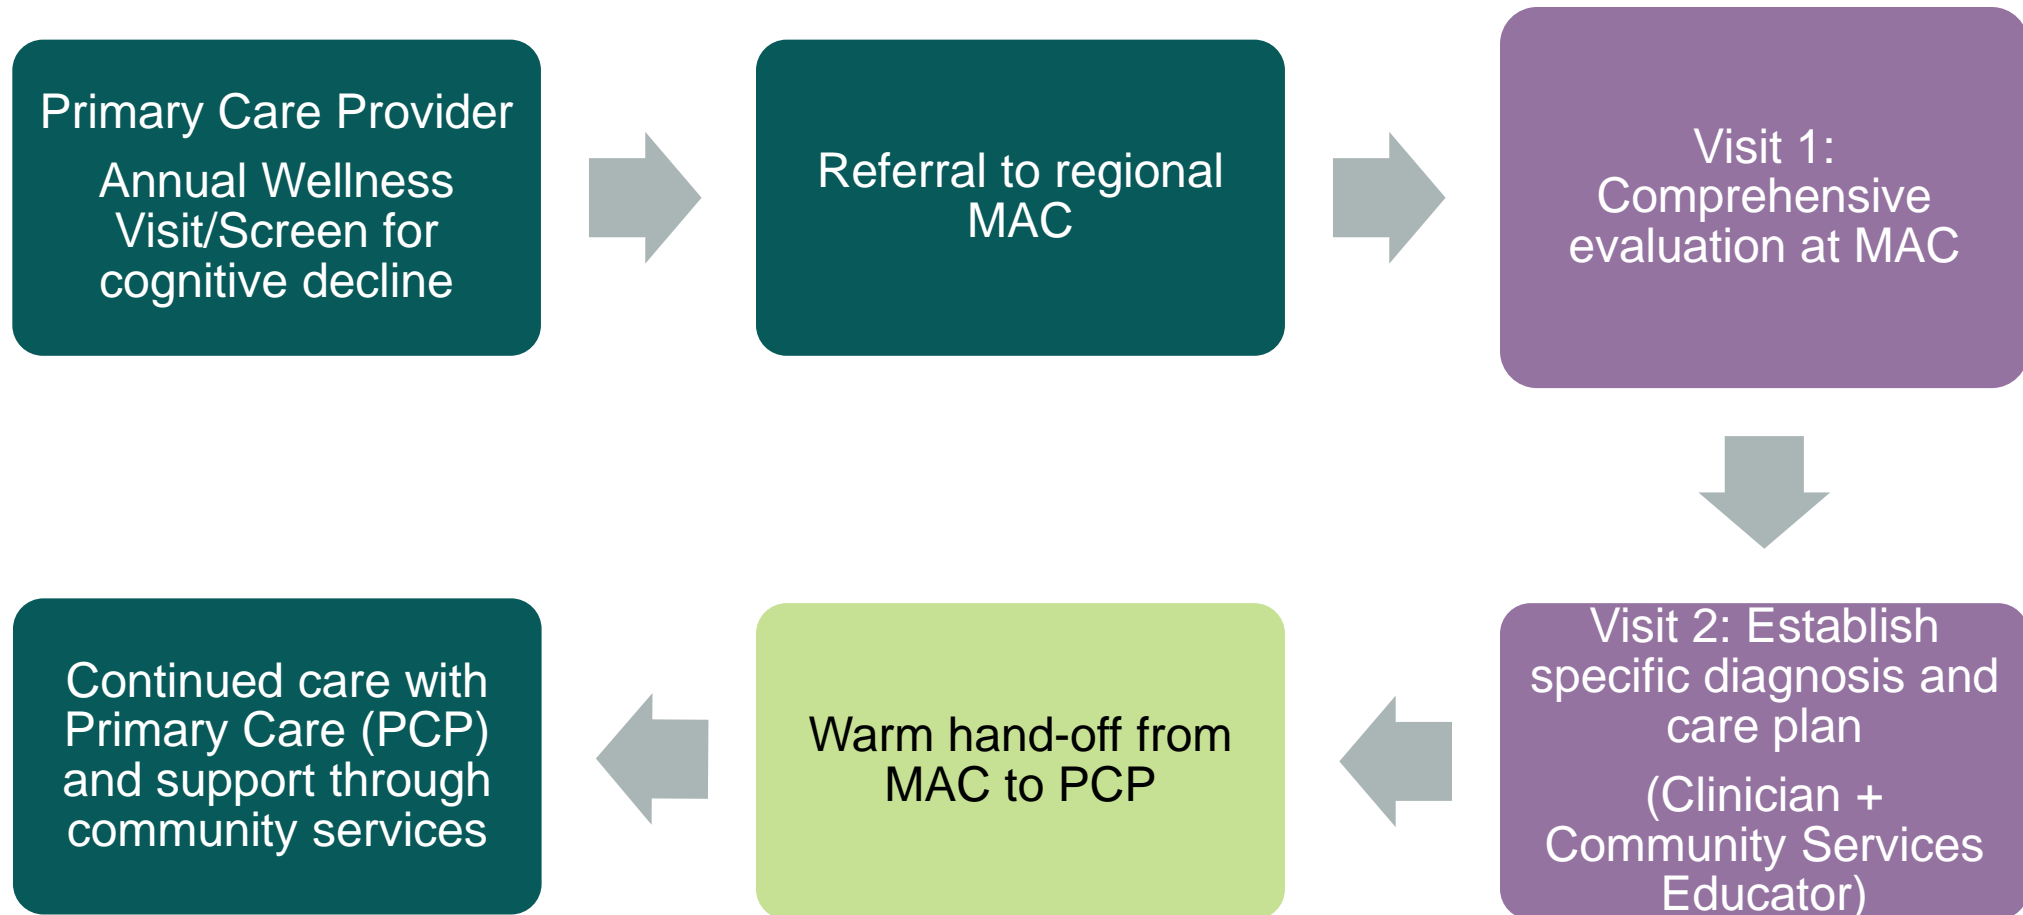 Primary Care Provider
Annual Wellness
Visit/Screen for
cognitive decline
Referral to regional
MAC
Visit 1:
Comprehensive
evaluation at MAC
Visit 2: Establish
specific diagnosis and
care plan
(Clinician +
Community Services
Educator)
Warm hand-off from
MAC to PCP
Continued care with
Primary Care (PCP)
and support through
community services